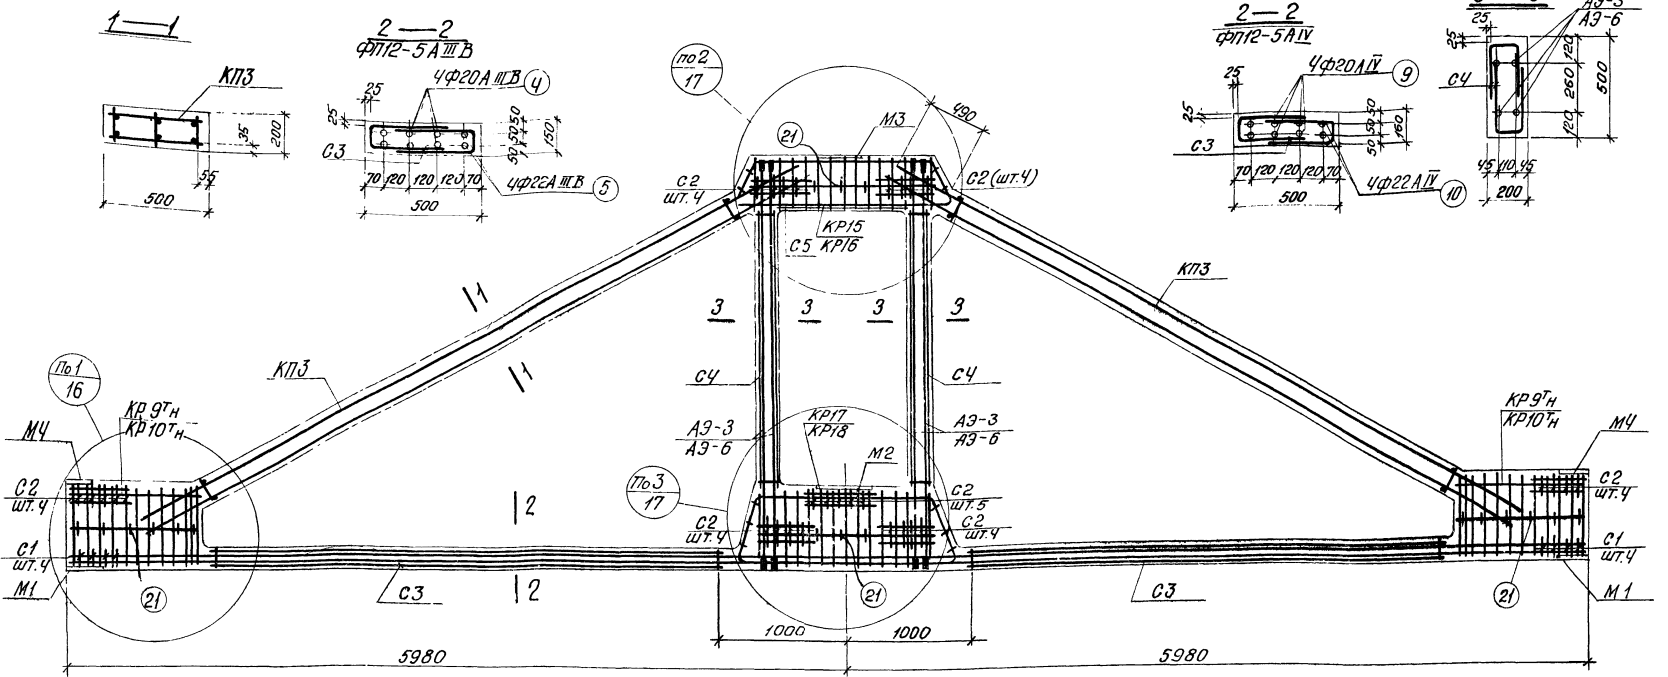 1—1
КП3
35
200
55
500
2—2
ФП12-5АIIIВ
25
25
4Ф20АIIIВ 4
С3
50
50
50
150
70 120 120 120 70
500
4Ф22АIIIВ 5
по2
17
490
М3
21
С2
шт.4
С2(шт.4)
КР15
С5 КР16
2—2
ФП12-5АIV
25
25
4Ф20АIV 9
С3
50
50
50
160
70 120 120 120 70
500
4Ф22АIV 10
АЭ-3
АЭ-6
25
25
С4
120
260
120
500
45 110 45
200
1
1
КП3
КП3
3 3 3 3
По1
16
КР9тн
КР10тн
М4
С2
шт.4
С1
шт.4
М1
21
С4
С4
АЭ-3
АЭ-6
АЭ-3
АЭ-6
КР17
КР18
М2
По3
17
С2
шт.4
С2
шт.5
С2
шт.4
21
2
2
С3
С3
КР9тн
КР10тн
М4
С2
шт.4
С1
шт.4
М1
21
1000 1000
5980 5980